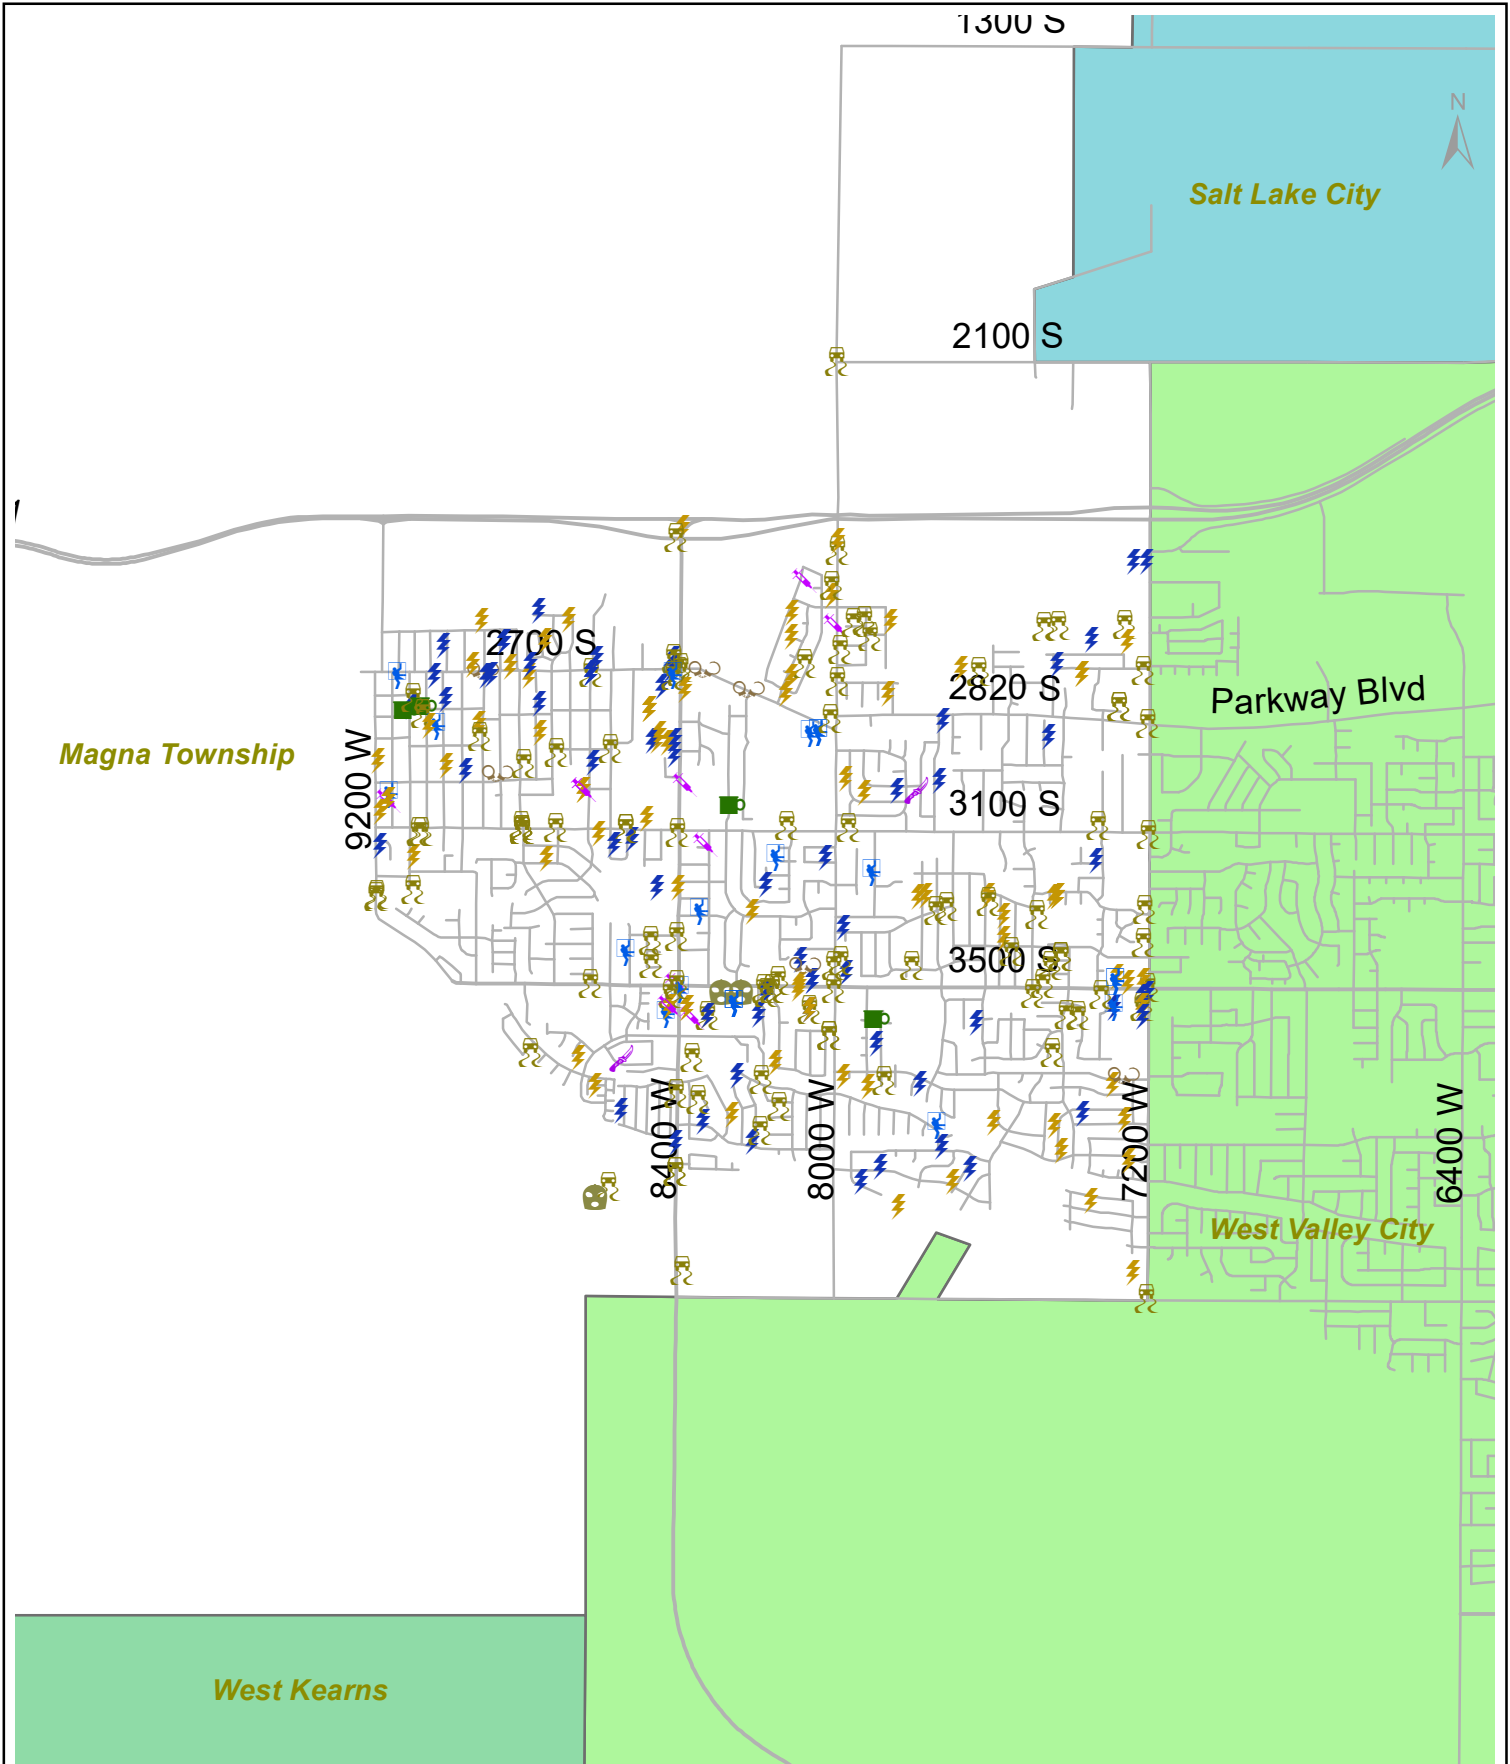 1300 S
N
Salt Lake City
2100 S
2700 S
2820 S
Parkway Blvd
Magna Township
9200 W
3100 S
3500 S
8400 W
8000 W
7200 W
6400 W
West Valley City
West Kearns